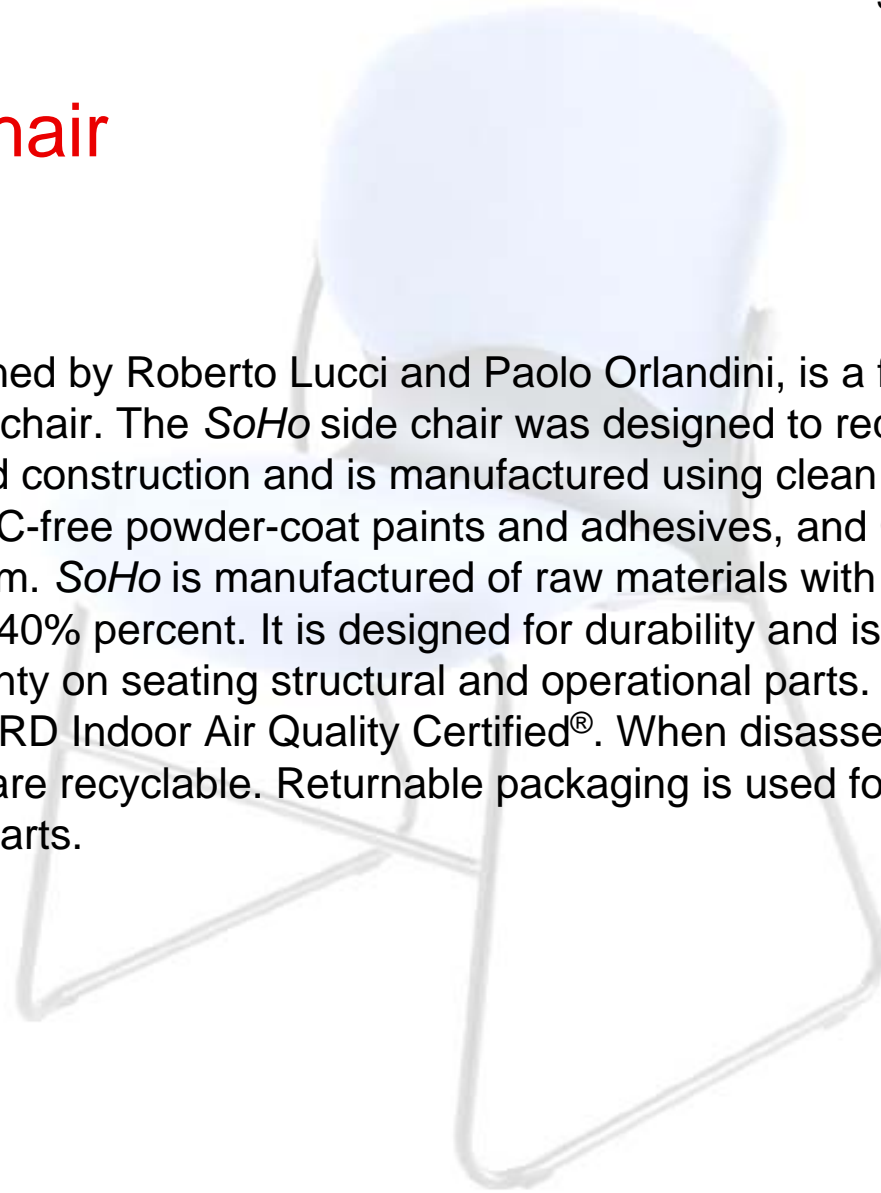 hair
ned by Roberto Lucci and Paolo Orlandini, is a f
chair. The SoHo side chair was designed to rec
d construction and is manufactured using clean
C-free powder-coat paints and adhesives, and
m. SoHo is manufactured of raw materials with
40% percent. It is designed for durability and is
nty on seating structural and operational parts.
RD Indoor Air Quality Certified®. When disasse
are recyclable. Returnable packaging is used fo
arts.